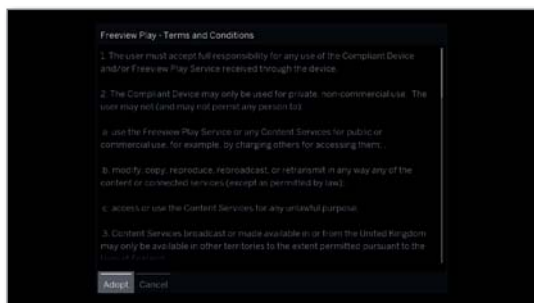 Freeview Play - Terms and Conditions
1. The user must accept full responsibility for any use of the Compliant Device
and/or Freeview Play Service received through the device.
2. The Compliant Device may only be used for private, non-commercial use. The
user may not (and may not permit any person to):
a. use the Freeview Play Service or any Content Services for public or
commercial use, for example, by charging others for accessing them;
b. modify, copy, reproduce, rebroadcast, or retransmit in any way any of the
content or connected services (except as permitted by law);
c. access or use the Content Services for any unlawful purpose.
3. Content Services broadcast or made available in or from the United Kingdom
may only be available in other territories to the extent permitted pursuant to the
Adopt Cancel